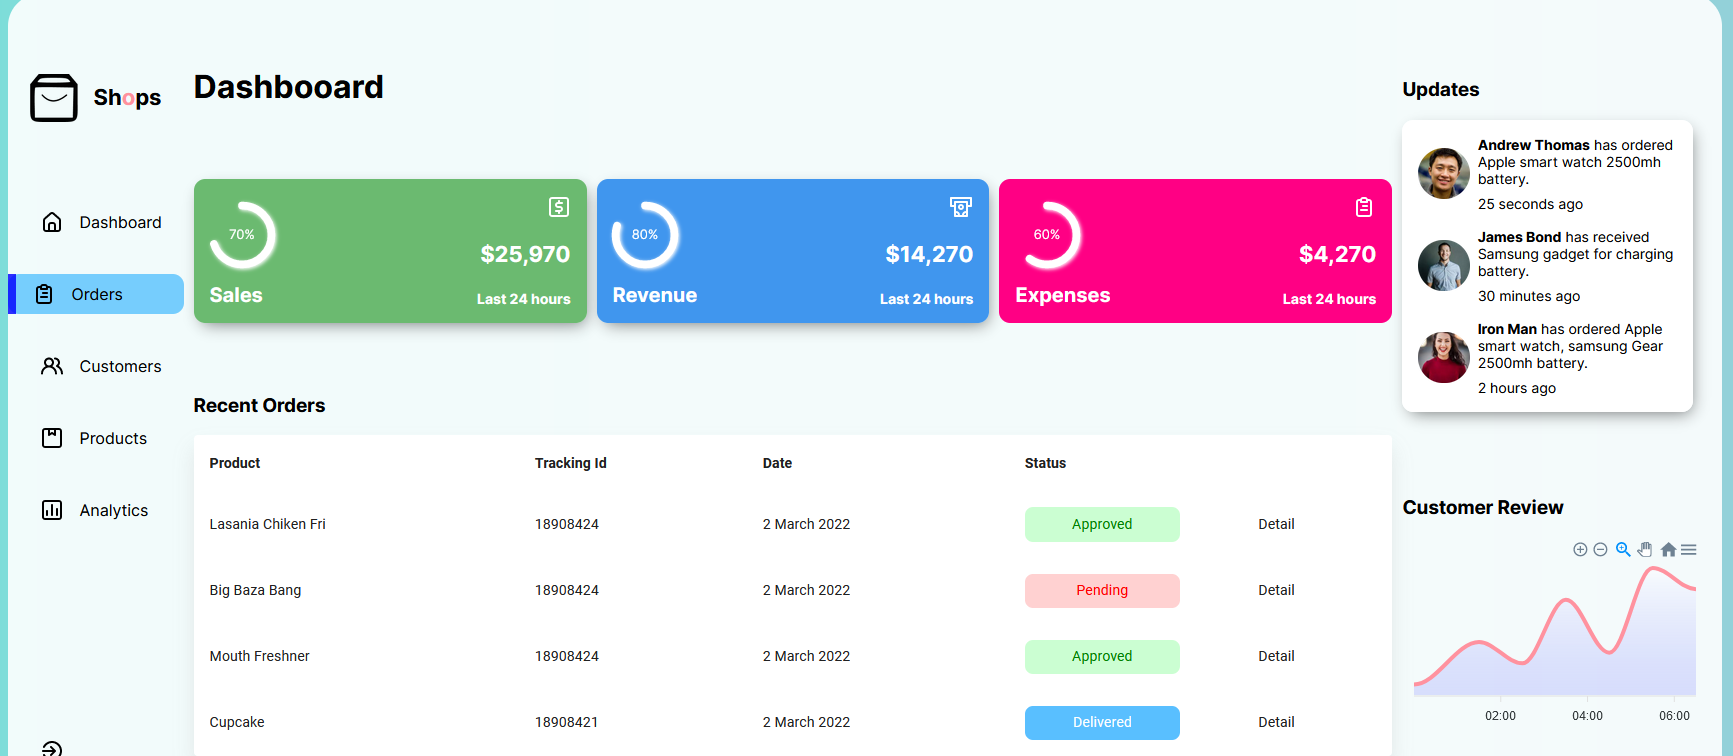 Shops
Dashbooard
Dashboard
Orders
Customers
Products
Analytics
70%
$25,970
Sales
Last 24 hours
80%
$14,270
Revenue
Last 24 hours
60%
$4,270
Expenses
Last 24 hours
Recent Orders
Product Tracking Id Date Status
Lasania Chiken Fri 18908424 2 March 2022 Approved Detail
Big Baza Bang 18908424 2 March 2022 Pending Detail
Mouth Freshner 18908424 2 March 2022 Approved Detail
Cupcake 18908421 2 March 2022 Delivered Detail
Updates
Andrew Thomas has ordered
Apple smart watch 2500mh
battery.
25 seconds ago
James Bond has received
Samsung gadget for charging
battery.
30 minutes ago
Iron Man has ordered Apple
smart watch, samsung Gear
2500mh battery.
2 hours ago
Customer Review
02:00 04:00 06:00